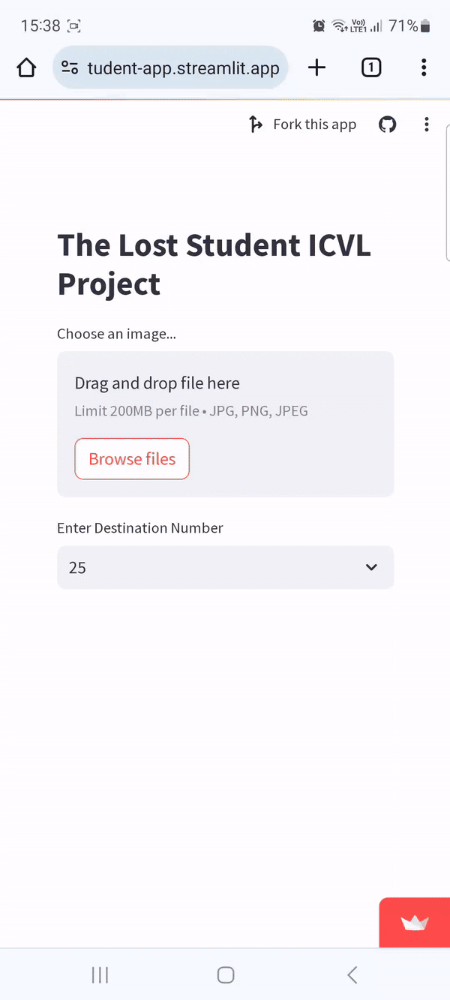 15:38
Vo))
LTE1
71%
tudent-app.streamlit.app
1
Fork this app
The Lost Student ICVL
Project
Choose an image...
Drag and drop file here
Limit 200MB per file • JPG, PNG, JPEG
Browse files
Enter Destination Number
25